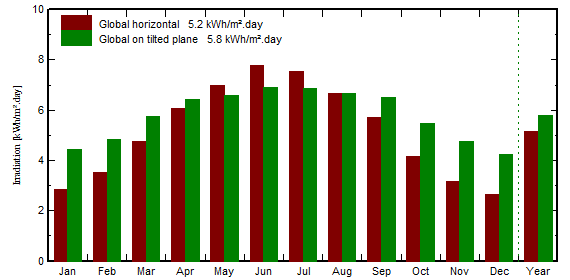 10
Global horizontal 5.2 kWh/m².day
Global on tilted plane 5.8 kWh/m².day
8
6
4
2
0
Irradiation [kWh/m².day]
Jan Feb Mar Apr May Jun Jul Aug Sep Oct Nov Dec Year